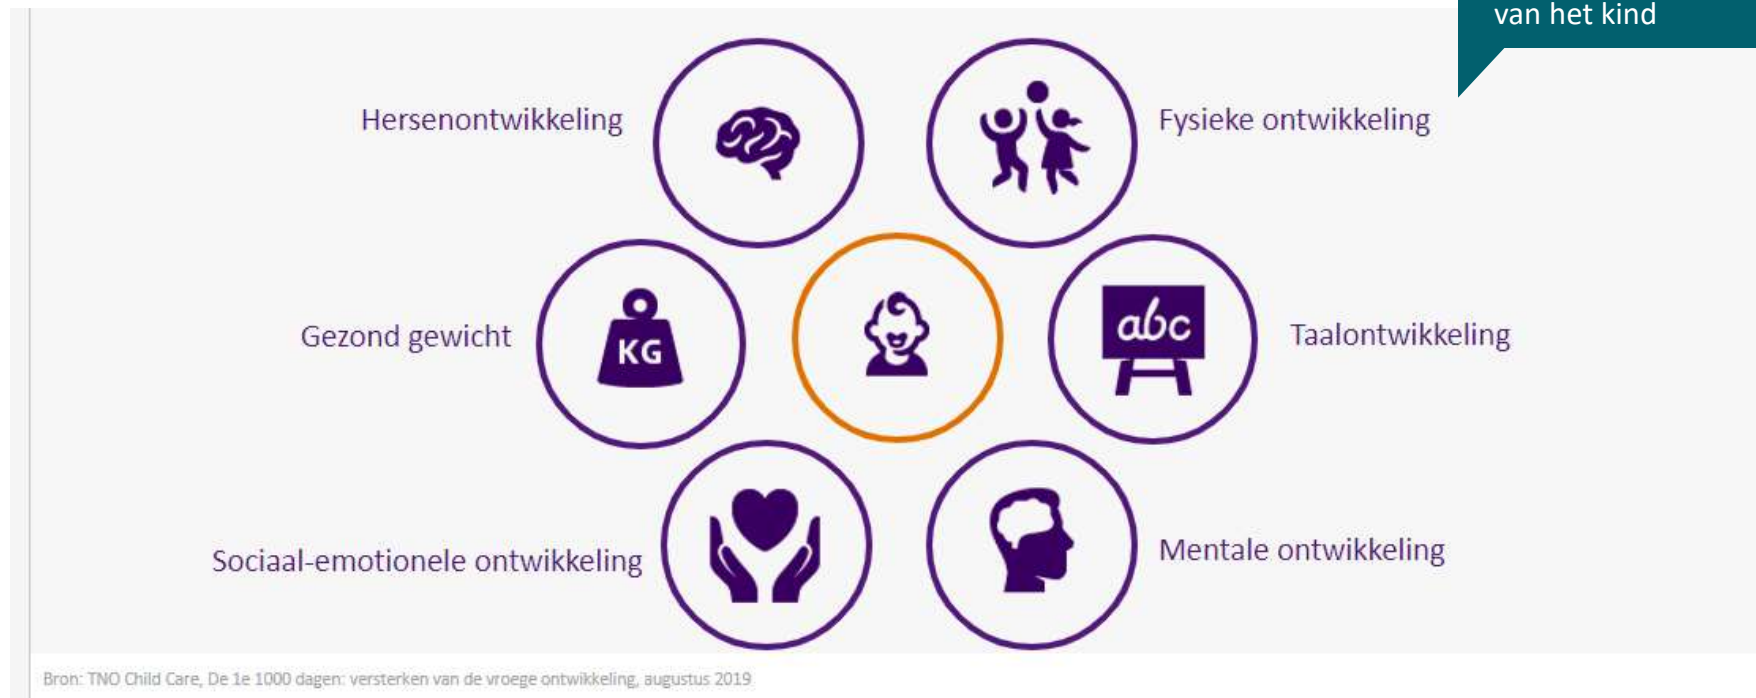 van het kind
Hersenontwikkeling
Fysieke ontwikkeling
Gezond gewicht
KG
abc
Taalontwikkeling
Sociaal-emotionele ontwikkeling
Mentale ontwikkeling
Bron: TNO Child Care, De 1e 1000 dagen: versterken van de vroege ontwikkeling, augustus 2019